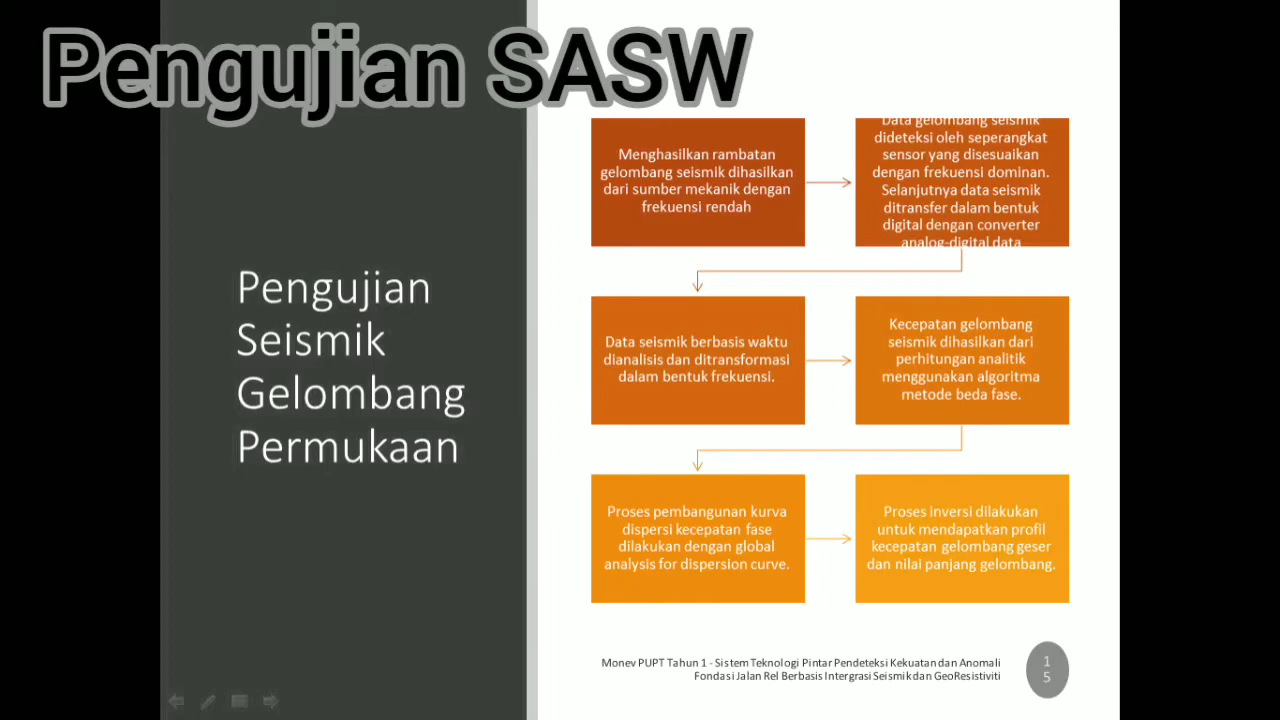 Pengujian SASW
Pengujian
Seismik
Gelombang
Permukaan
Menghasilkan rambatan
gelombang seismik dihasilkan
dari sumber mekanik dengan
frekuensi rendah
Data gelombang seismik
dideteksi oleh seperangkat
sensor yang disesuaikan
dengan frekuensi dominan.
Selanjutnya data seismik
ditransfer dalam bentuk
digital dengan converter
analog-digital data
Data seismik berbasis waktu
dianalisis dan ditransformasi
dalam bentuk frekuensi.
Kecepatan gelombang
seismik dihasilkan dari
perhitungan analitik
menggunakan algoritma
metode beda fase.
Proses pembangunan kurva
dispersi kecepatan fase
dilakukan dengan global
analysis for dispersion curve.
Proses inversi dilakukan
untuk mendapatkan profil
kecepatan gelombang geser
dan nilai panjang gelombang.
Monev PUPT Tahun 1 - Sistem Teknologi Pintar Pendeteksi Kekuatan dan Anomali
Fondasi Jalan Rel Berbasis Intergrasi Seismik dan GeoResistiviti
1
5